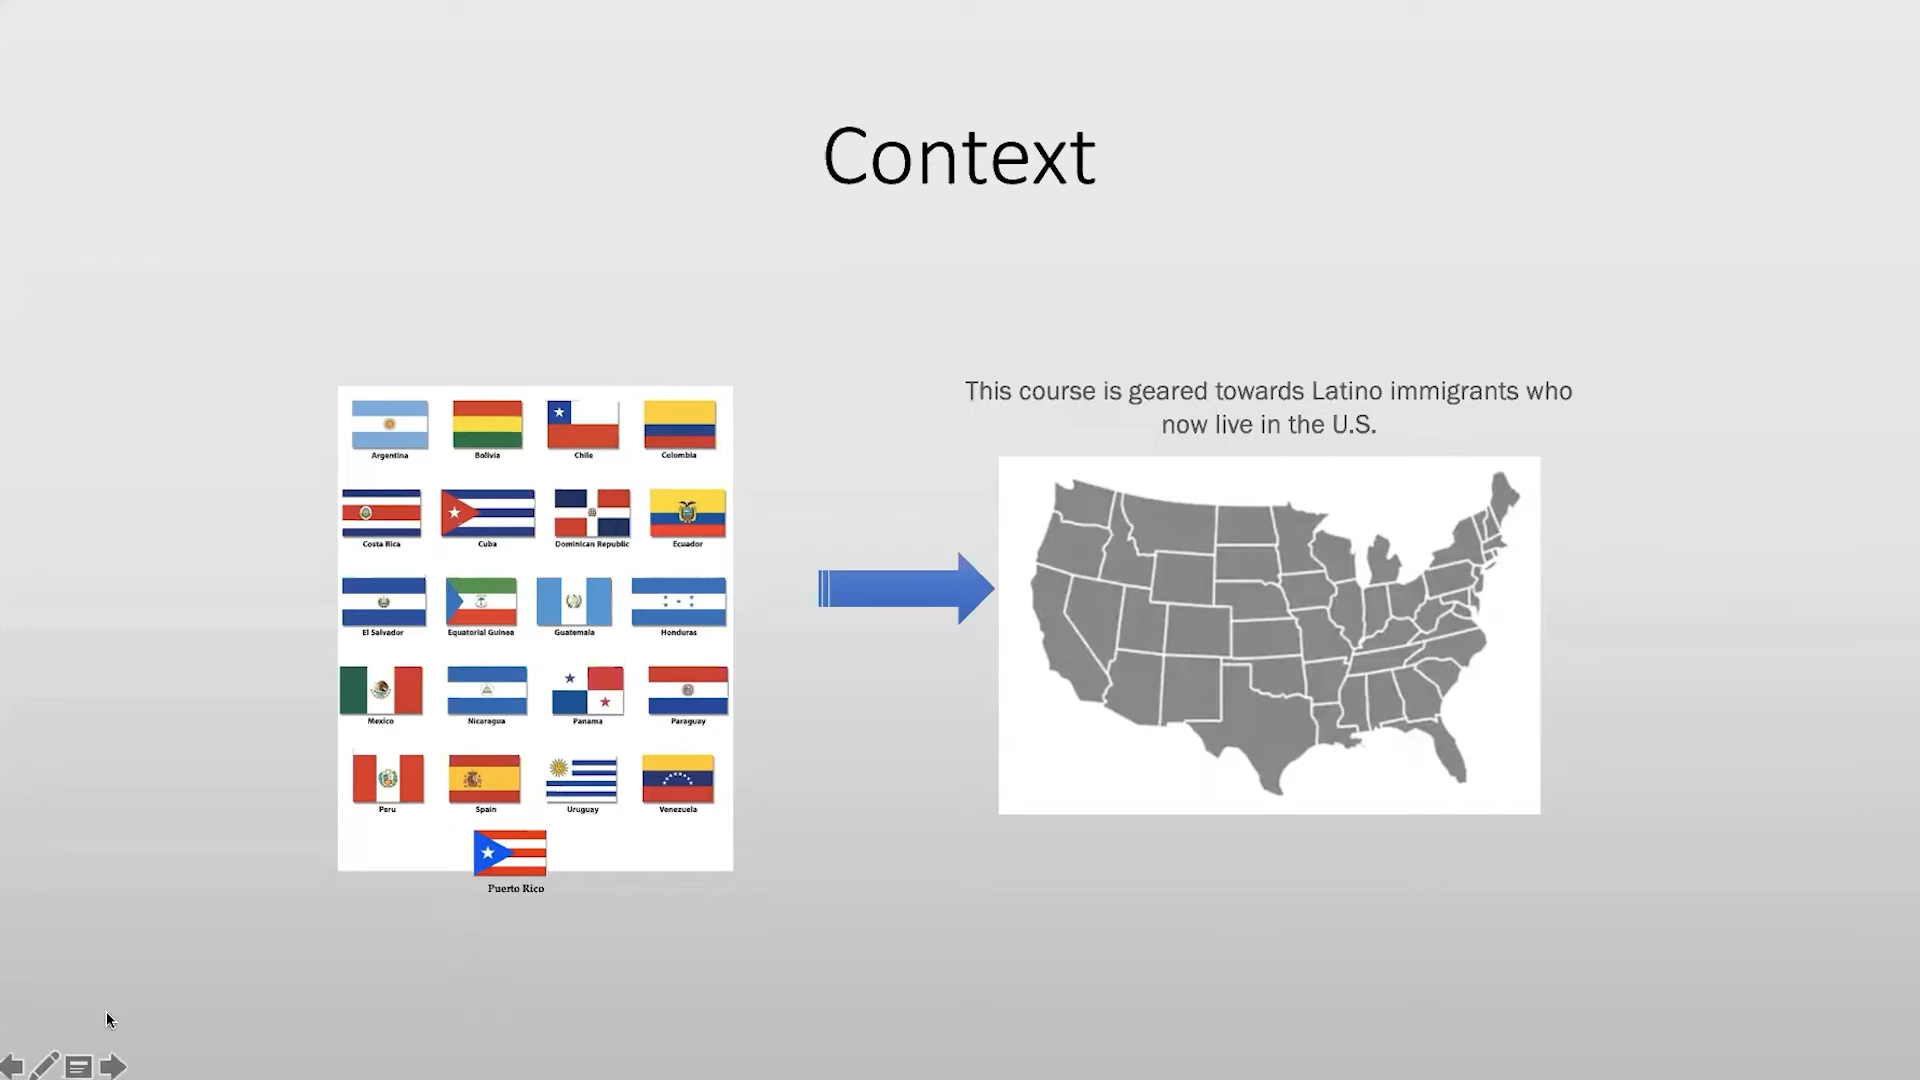 Context
This course is geared towards Latino immigrants who
now live in the U.S.
Argentina
Bolivia
Chile
Colombia
Costa Rica
Cuba
Dominican Republic
Ecuador
El Salvador
Equatorial Guinea
Guatemala
Honduras
Mexico
Nicaragua
Panama
Paraguay
Peru
Spain
Uruguay
Venezuela
Puerto Rico